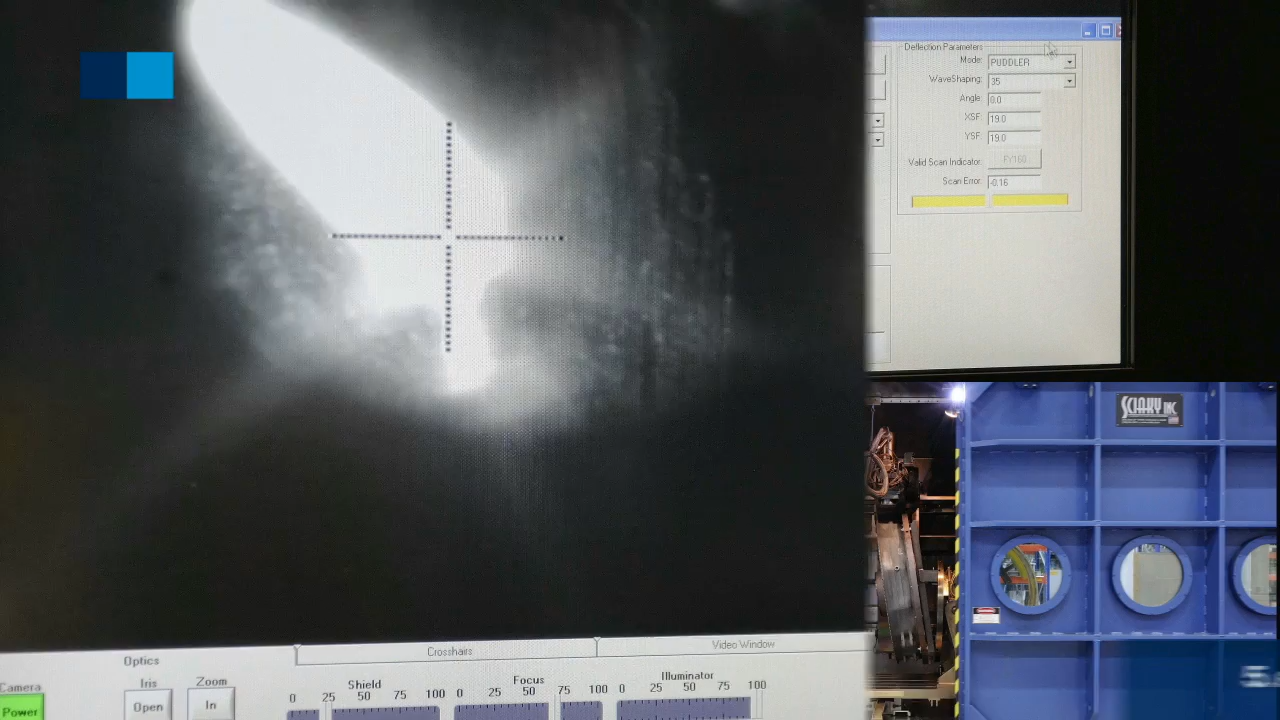 Deflection Parameters
Mode: PUDDLER
WaveShaping: 35
Angle: 0.0
XSF: 19.0
YSF: 19.0
Valid Scan Indicator: FY160
Scan Error: -0.16
SCIAKY INC
Crosshairs
Video Window
Optics
Camera
Power
Iris
Open
Zoom
In
Shield
0 25 50 75 100
Focus
0 25 50 75 100
Illuminator
0 25 50 75 100